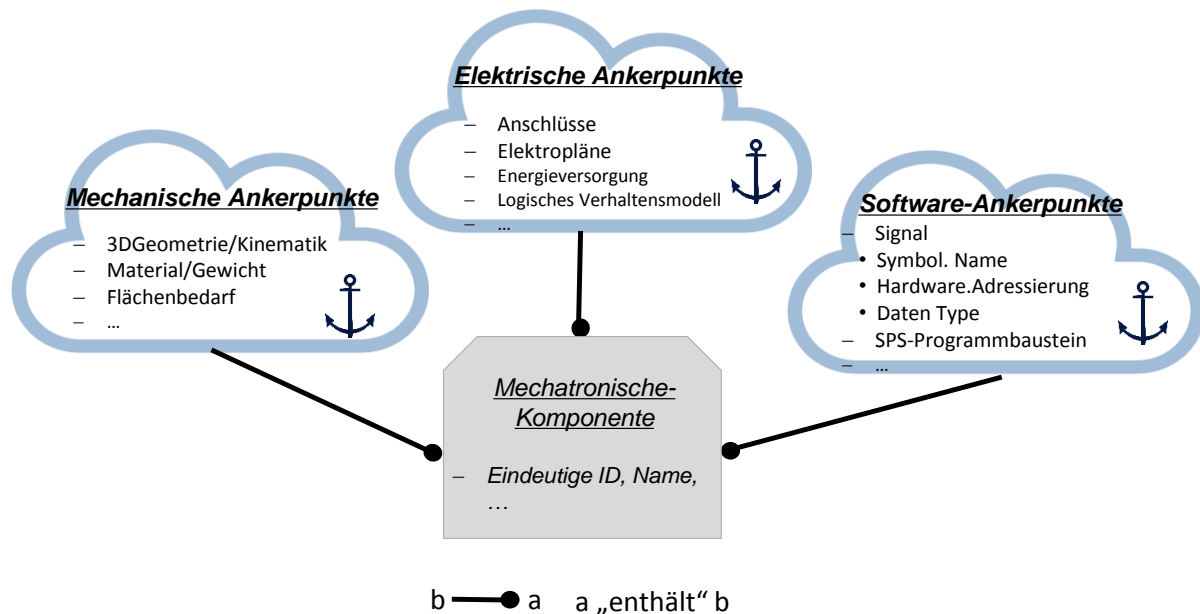 Elektrische Ankerpunkte
– Anschlüsse
– Elektropläne
– Energieversorgung
– Logisches Verhaltensmodell
– ...
Mechanische Ankerpunkte
– 3DGeometrie/Kinematik
– Material/Gewicht
– Flächenbedarf
– ...
Software-Ankerpunkte
– Signal
• Symbol. Name
• Hardware.Adressierung
• Daten Type
– SPS-Programmbaustein
– ...
Mechatronische-
Komponente
– Eindeutige ID, Name,
...
b a a „enthält“ b